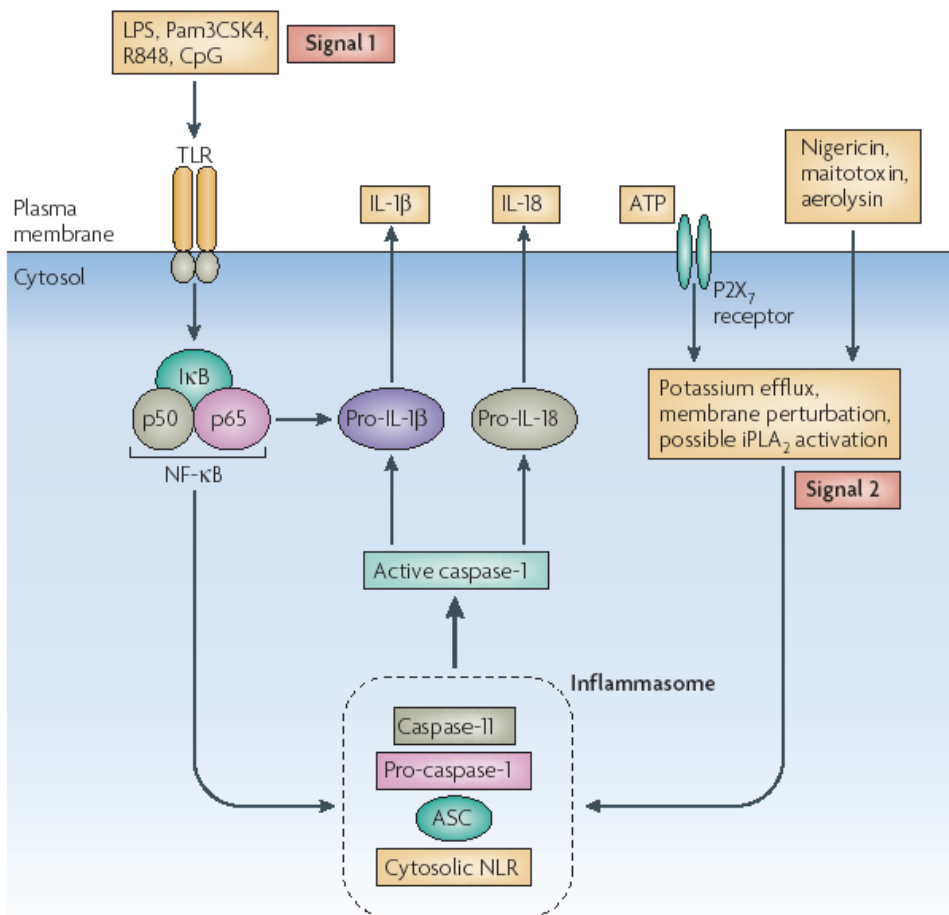 LPS, Pam3CSK4,
R848, CpG
Signal 1
TLR
Plasma
membrane
Cytosol
IL-1β
IL-18
ATP
Nigericin,
maitotoxin,
aerolysin
P2X₇
receptor
IκB
p50
p65
NF-κB
Pro-IL-1β
Pro-IL-18
Potassium efflux,
membrane perturbation,
possible iPLA₂ activation
Signal 2
Active caspase-1
Inflammasome
Caspase-11
Pro-caspase-1
ASC
Cytosolic NLR